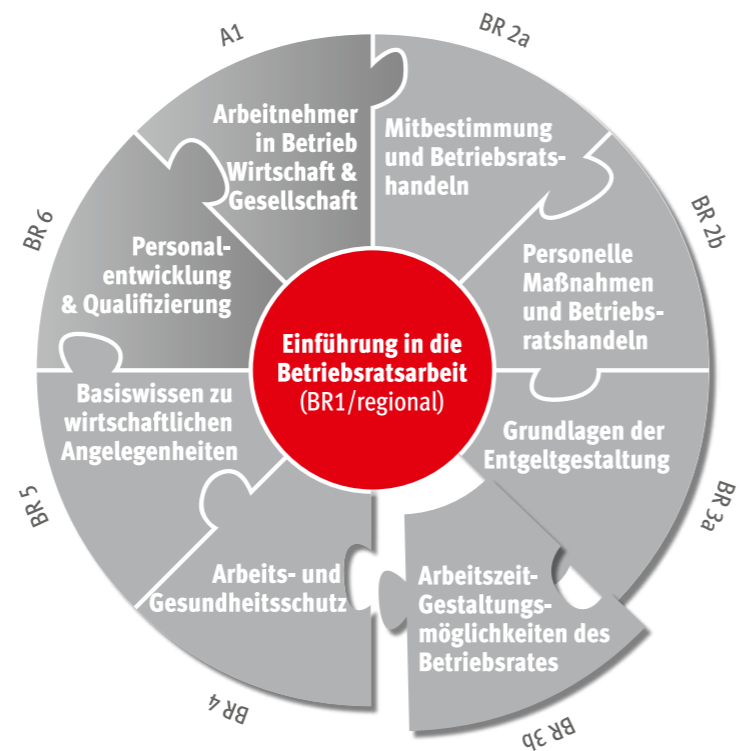 A1
Arbeitnehmer
in Betrieb
Wirtschaft &
Gesellschaft
BR 2a
Mitbestimmung
und Betriebsrats-
handeln
BR 2b
Personelle
Maßnahmen
und Betriebs-
ratshandeln
BR 3a
Grundlagen der
Entgeltgestaltung
BR 3b
Arbeitszeit-
Gestaltungs-
möglichkeiten des
Betriebsrates
BR 4
Arbeits- und
Gesundheitsschutz
BR 5
Basiswissen zu
wirtschaftlichen
Angelegenheiten
BR 6
Personal-
entwicklung
& Qualifizierung
Einführung in die
Betriebsratsarbeit
(BR1/regional)